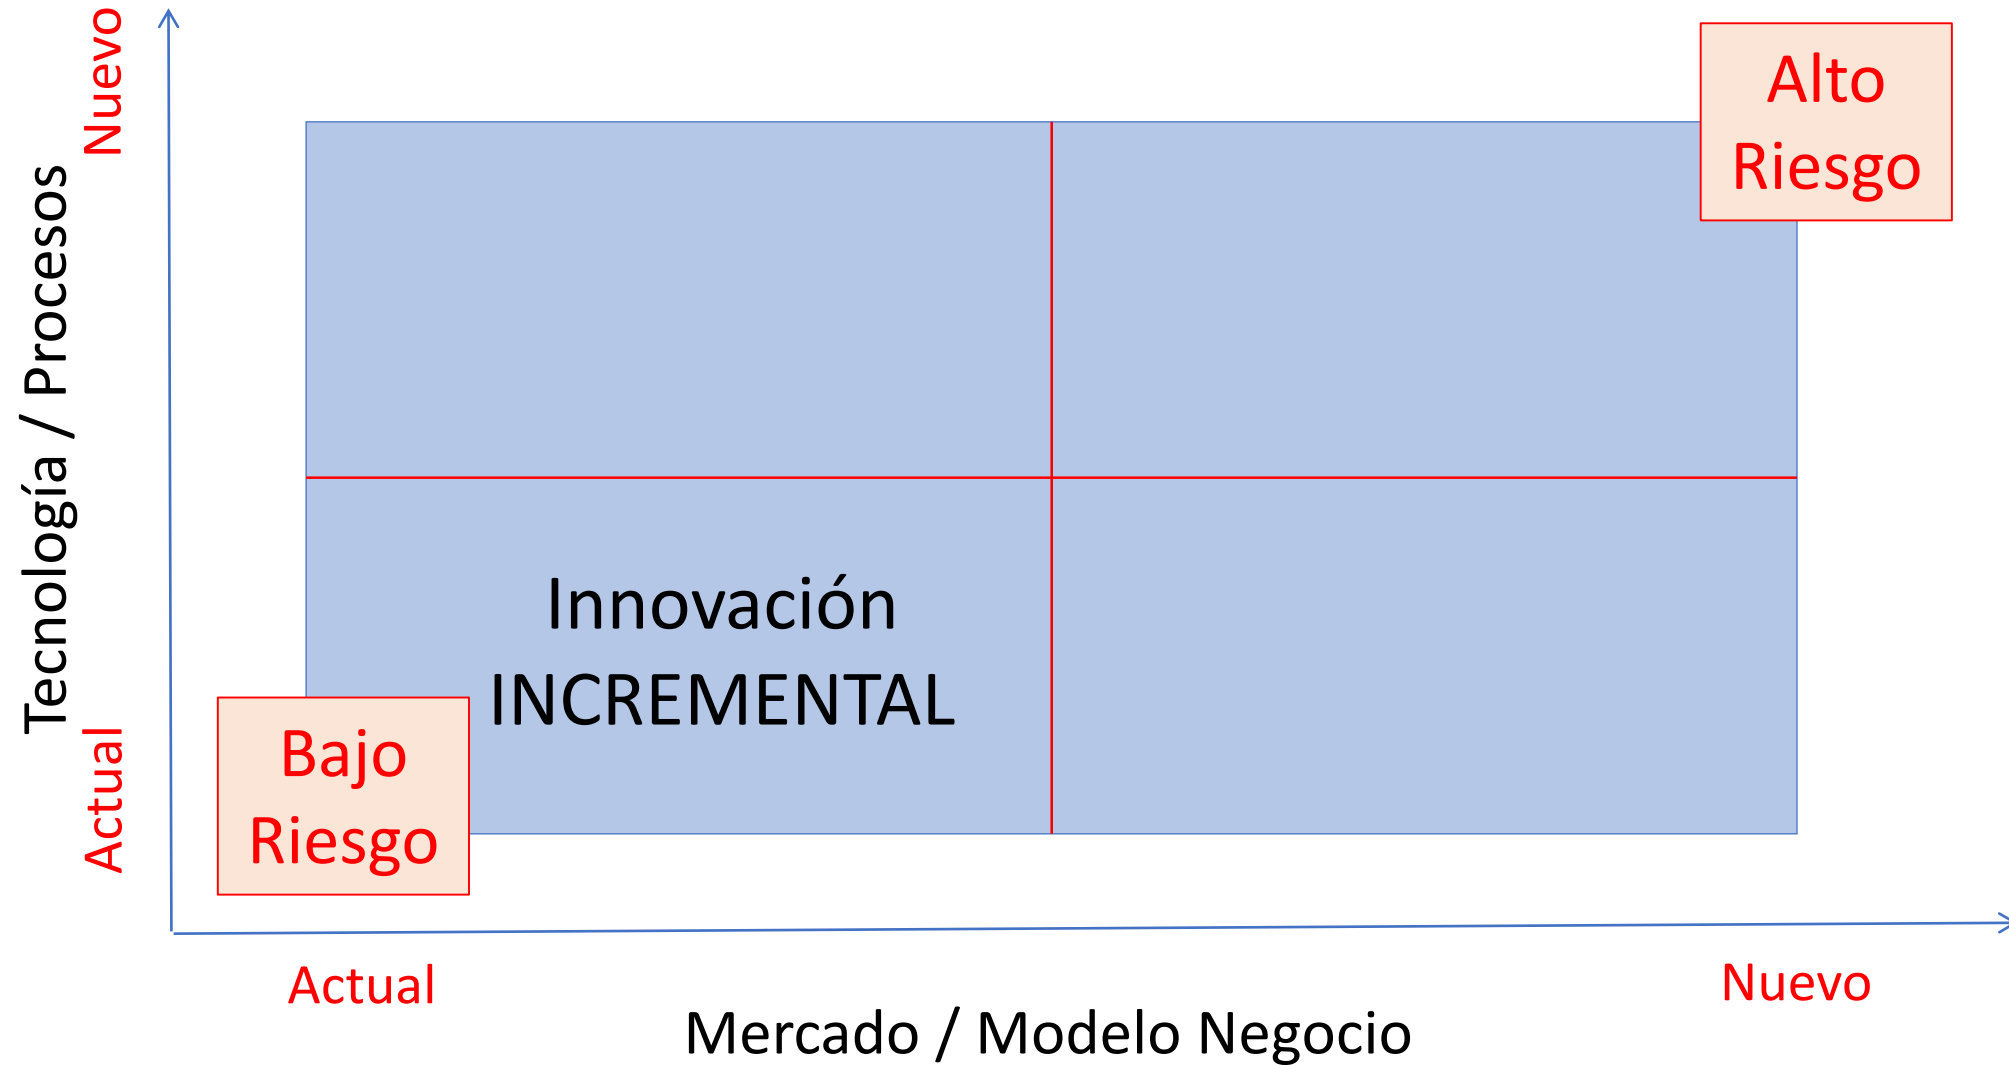 Nuevo
Tecnología / Procesos
Actual
Alto
Riesgo
Innovación
INCREMENTAL
Bajo
Riesgo
Actual
Nuevo
Mercado / Modelo Negocio